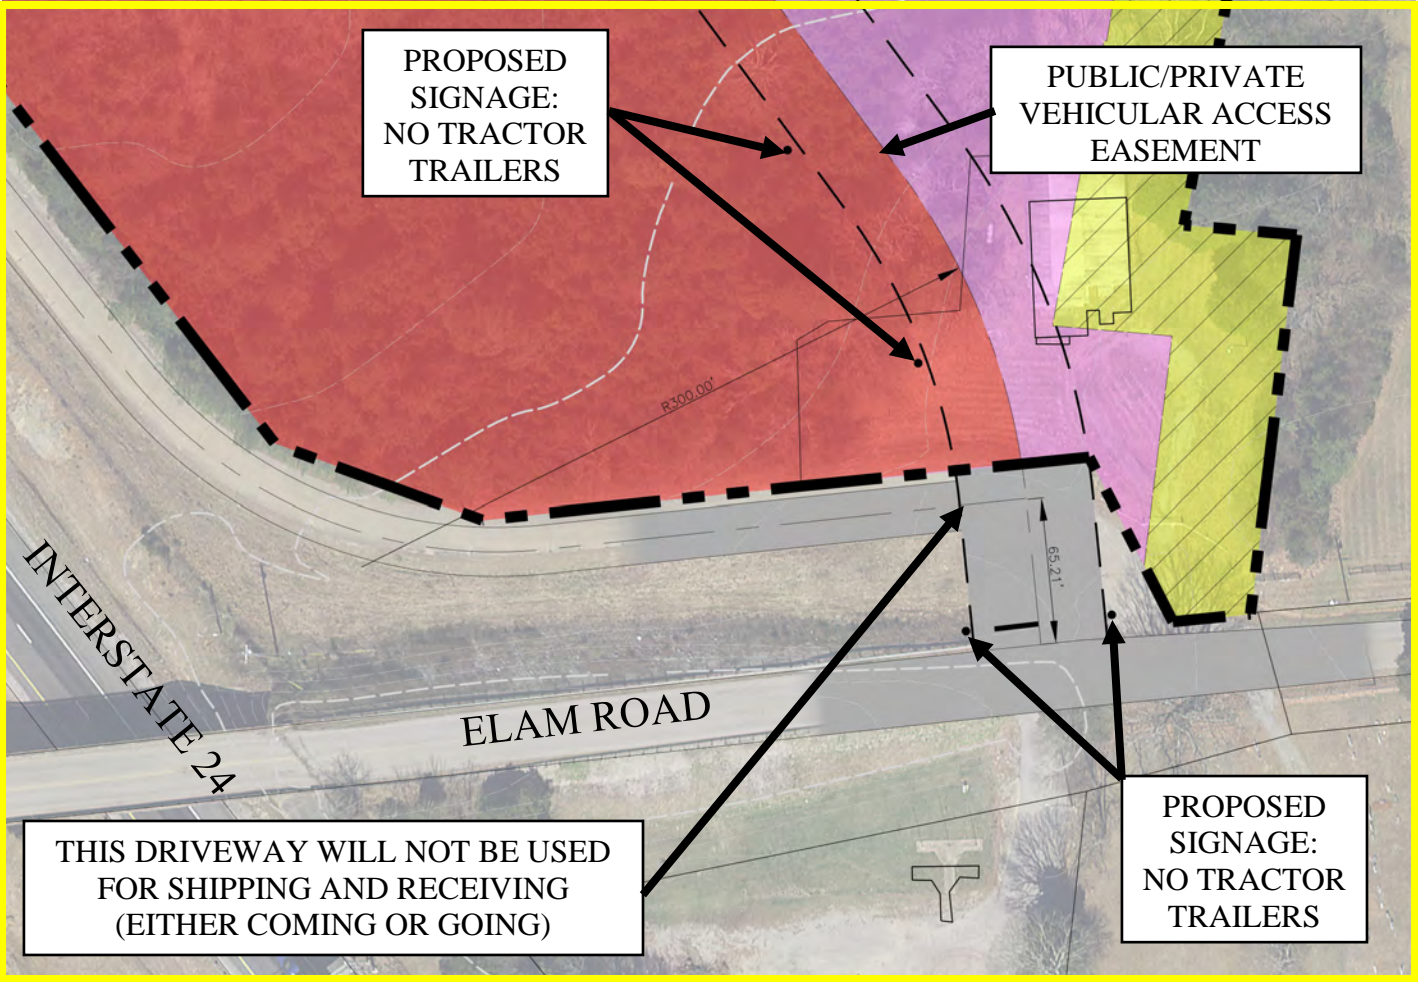 PROPOSED
SIGNAGE:
NO TRACTOR
TRAILERS
PUBLIC/PRIVATE
VEHICULAR ACCESS
EASEMENT
R300.00'
65.21'
INTERSTATE 24
ELAM ROAD
THIS DRIVEWAY WILL NOT BE USED
FOR SHIPPING AND RECEIVING
(EITHER COMING OR GOING)
PROPOSED
SIGNAGE:
NO TRACTOR
TRAILERS